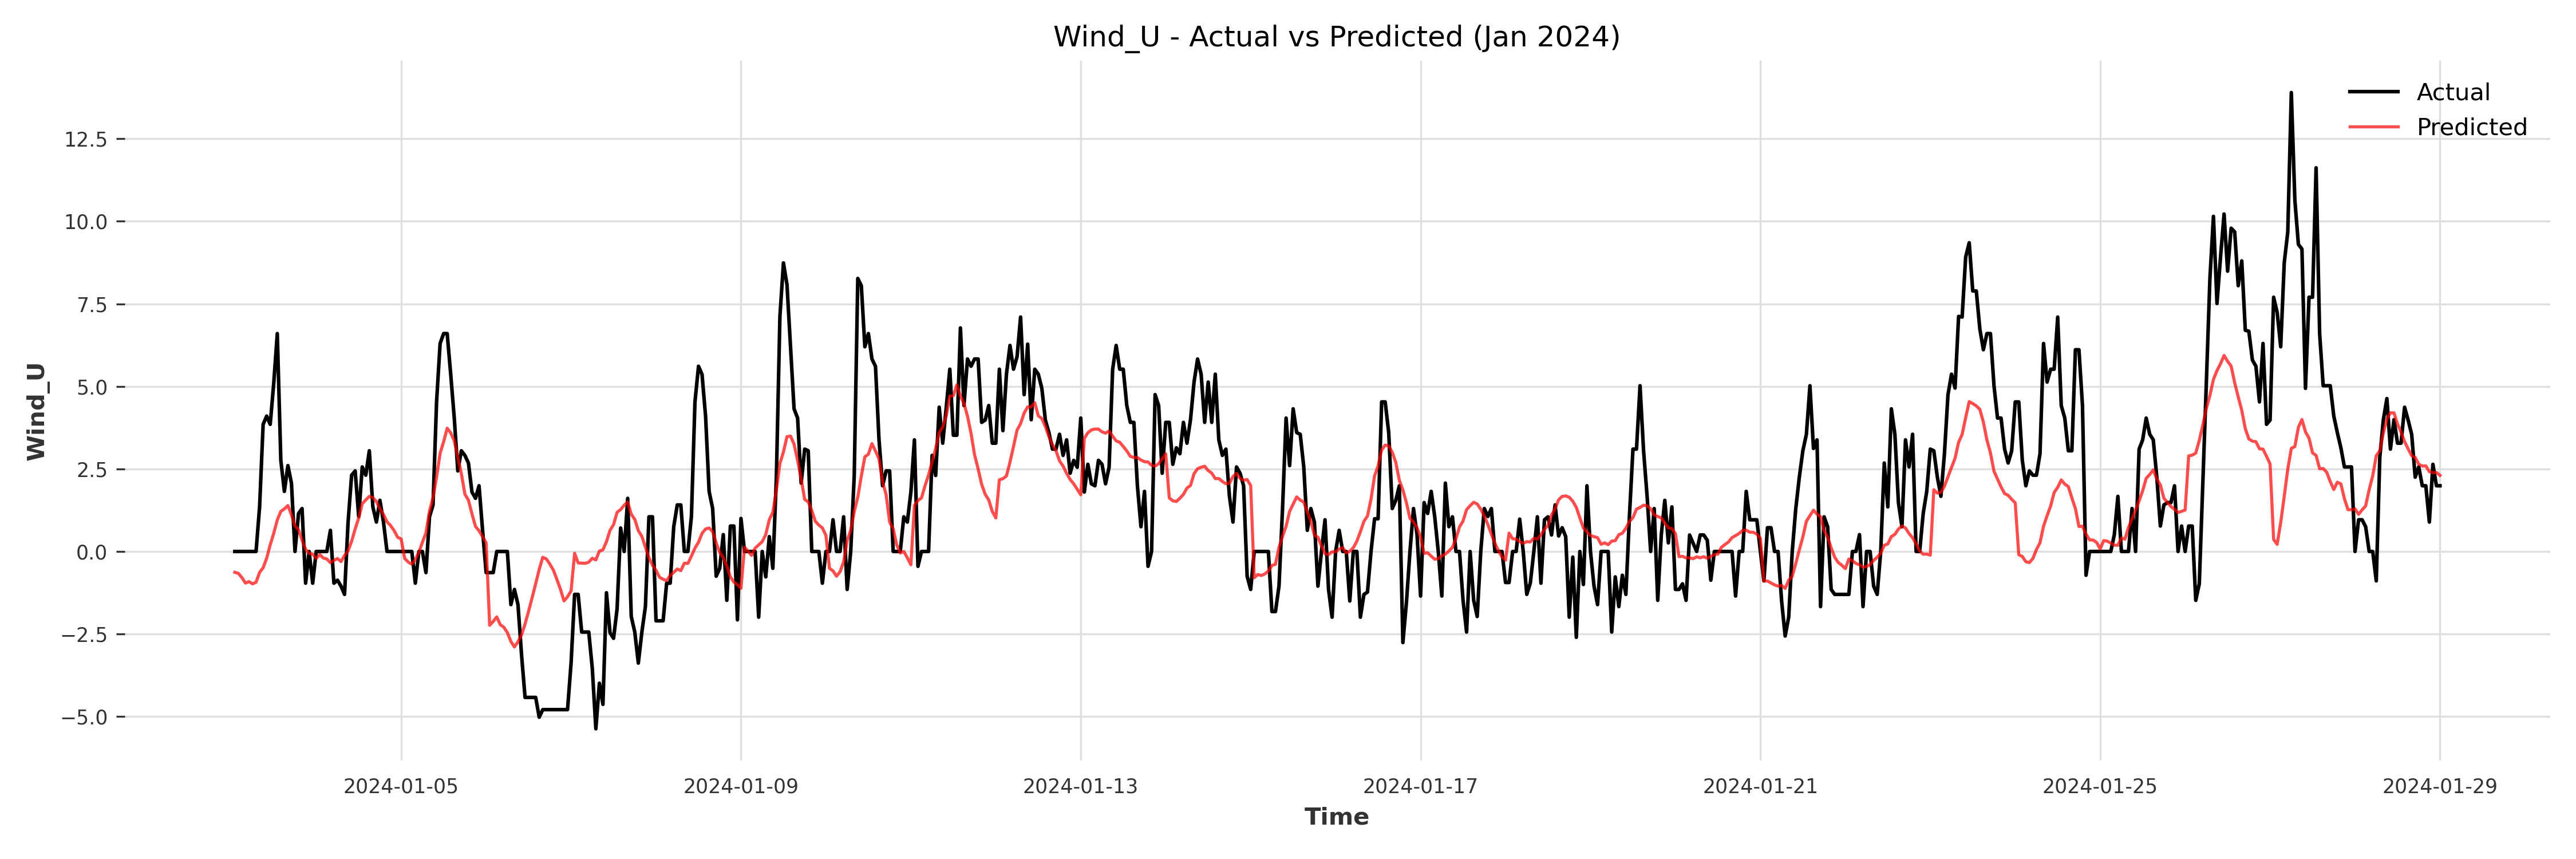 Wind_U - Actual vs Predicted (Jan 2024)
Actual
Predicted
12.5
10.0
7.5
5.0
2.5
0.0
−2.5
−5.0
Wind_U
2024-01-05 2024-01-09 2024-01-13 2024-01-17 2024-01-21 2024-01-25 2024-01-29
Time